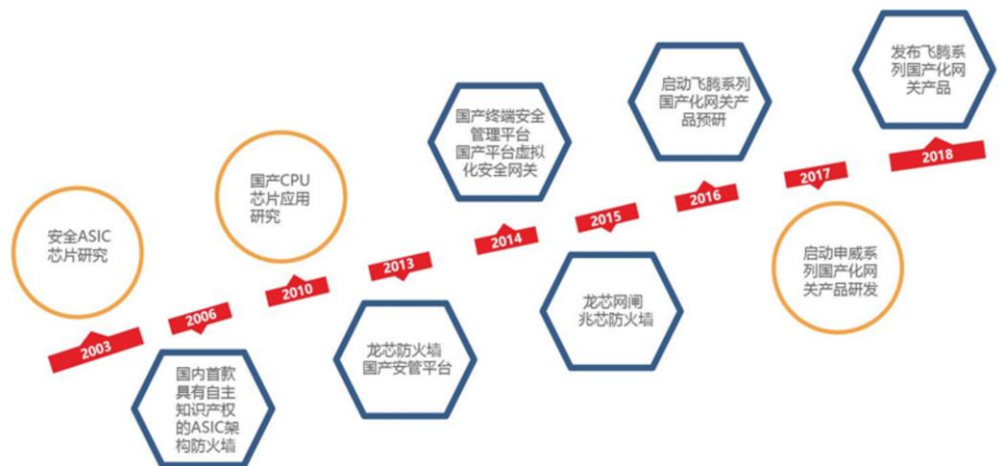 安全ASIC
芯片研究
2003
2006
国内首款
具有自主
知识产权
的ASIC架
构防火墙
国产CPU
芯片应用
研究
2010
2013
龙芯防火墙
国产安管平台
国产终端安全
管理平台
国产平台虚拟
化安全网关
2014
2015
龙芯网闸
兆芯防火墙
启动飞腾系列
国产化网关产
品预研
2016
2017
启动申威系
列国产化网
关产品研发
发布飞腾系
列国产化网
关产品
2018